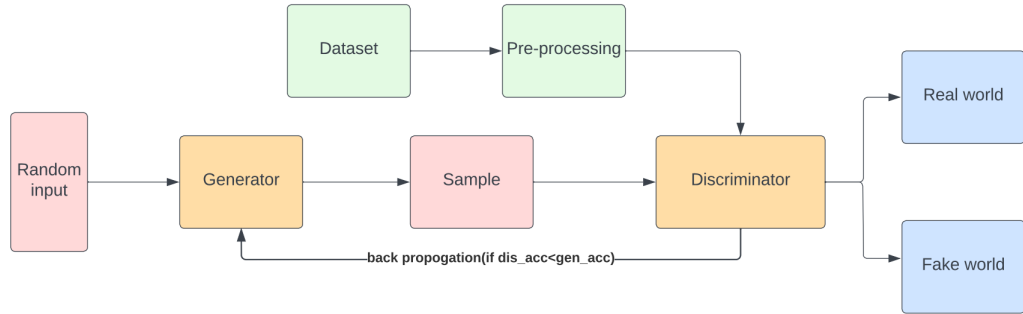 Dataset
Pre-processing
Real world
Random
input
Generator
Sample
Discriminator
back propogation(if dis_acc<gen_acc)
Fake world